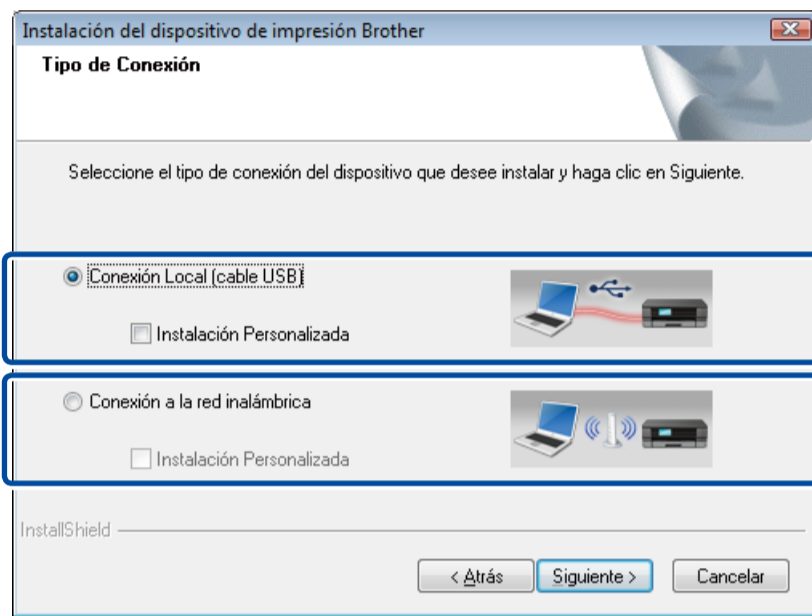 Instalación del dispositivo de impresión Brother
Tipo de Conexión
Seleccione el tipo de conexión del dispositivo que desee instalar y haga clic en Siguiente.
Conexión Local (cable USB)
Instalación Personalizada
Conexión a la red inalámbrica
Instalación Personalizada
InstallShield
< Atrás Siguiente > Cancelar